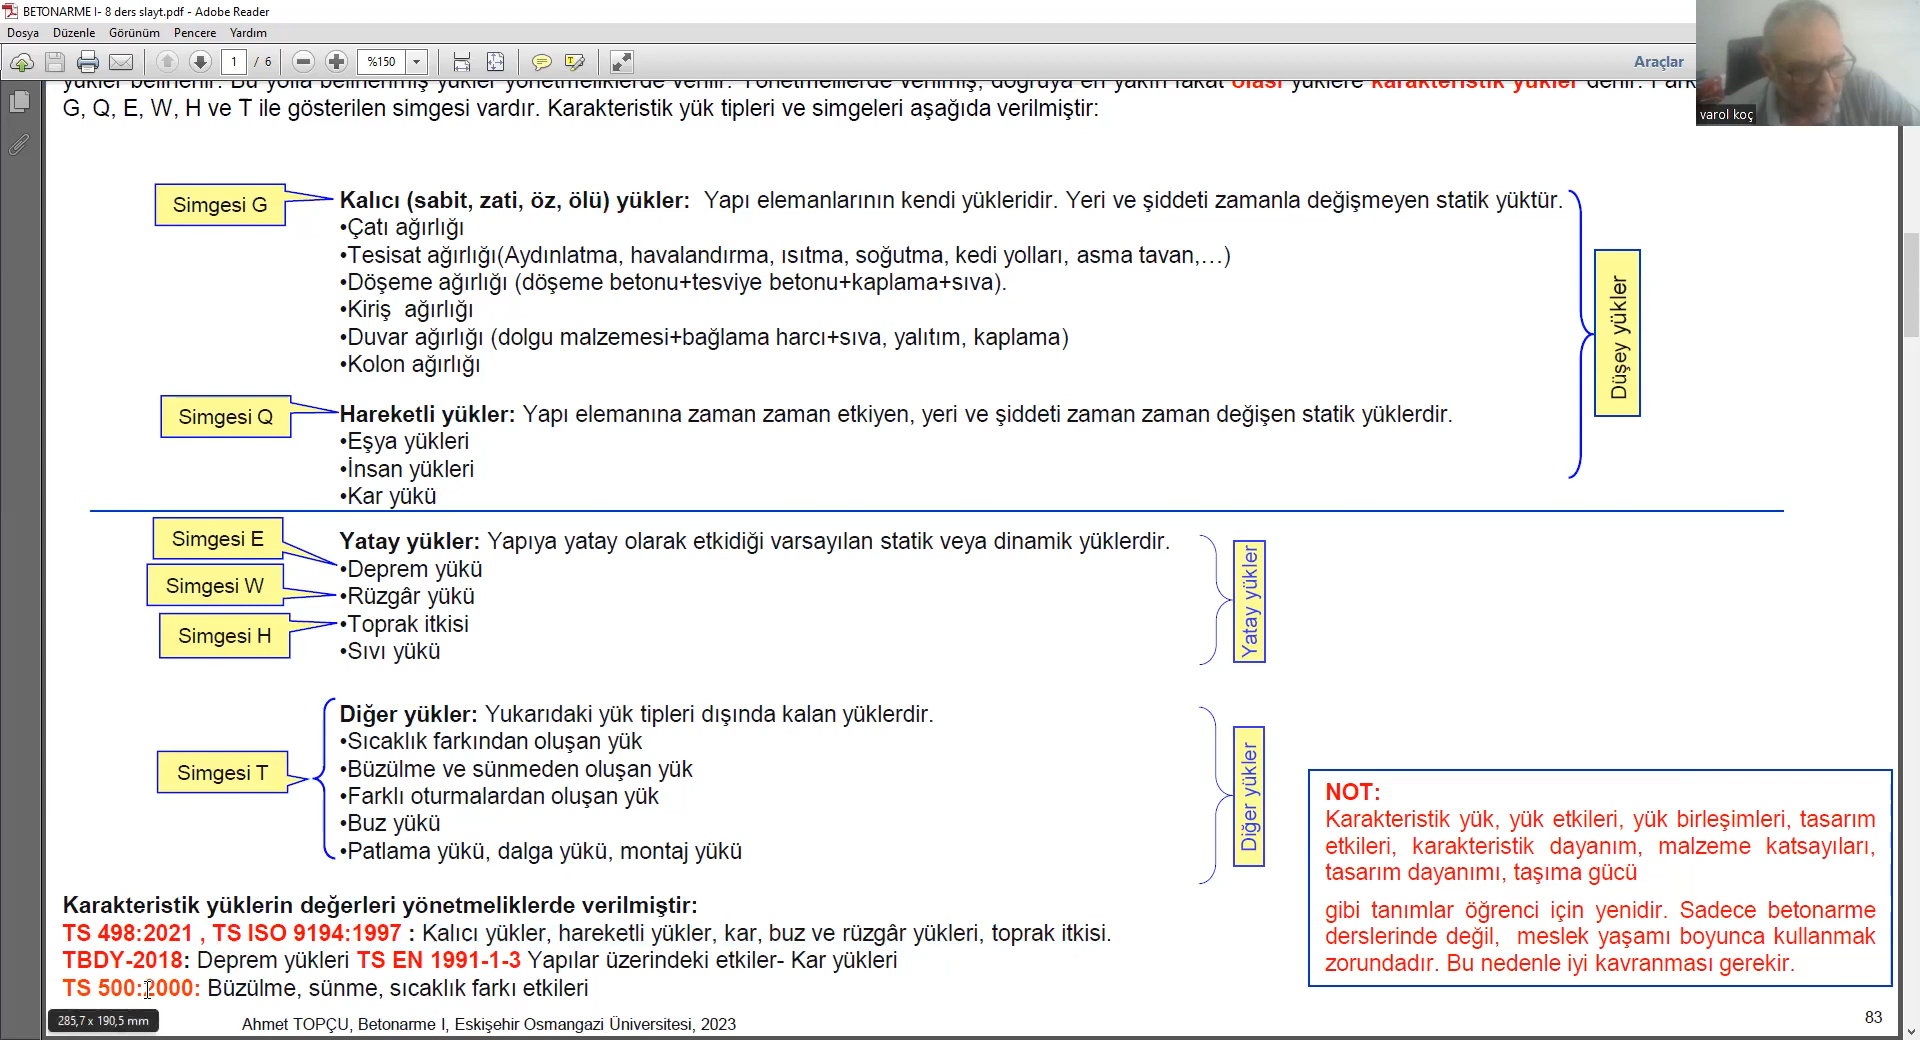 BETONARME I- 8 ders slayt.pdf - Adobe Reader
Dosya Düzenle Görünüm Pencere Yardım
1 / 6 %150 Araçlar
varol koç
G, Q, E, W, H ve T ile gösterilen simgesi vardır. Karakteristik yük tipleri ve simgeleri aşağıda verilmiştir:
Simgesi G
Kalıcı (sabit, zati, öz, ölü) yükler: Yapı elemanlarının kendi yükleridir. Yeri ve şiddeti zamanla değişmeyen statik yüktür.
•Çatı ağırlığı
•Tesisat ağırlığı(Aydınlatma, havalandırma, ısıtma, soğutma, kedi yolları, asma tavan,…)
•Döşeme ağırlığı (döşeme betonu+tesviye betonu+kaplama+sıva).
•Kiriş ağırlığı
•Duvar ağırlığı (dolgu malzemesi+bağlama harcı+sıva, yalıtım, kaplama)
•Kolon ağırlığı
Düşey yükler
Simgesi Q
Hareketli yükler: Yapı elemanına zaman zaman etkiyen, yeri ve şiddeti zaman zaman değişen statik yüklerdir.
•Eşya yükleri
•İnsan yükleri
•Kar yükü
Simgesi E
Simgesi W
Simgesi H
Yatay yükler: Yapıya yatay olarak etkidiği varsayılan statik veya dinamik yüklerdir.
•Deprem yükü
•Rüzgâr yükü
•Toprak itkisi
•Sıvı yükü
Yatay yükler
Simgesi T
Diğer yükler: Yukarıdaki yük tipleri dışında kalan yüklerdir.
•Sıcaklık farkından oluşan yük
•Büzülme ve sünmeden oluşan yük
•Farklı oturmalardan oluşan yük
•Buz yükü
•Patlama yükü, dalga yükü, montaj yükü
Diğer yükler
NOT:
Karakteristik yük, yük etkileri, yük birleşimleri, tasarım
etkileri, karakteristik dayanım, malzeme katsayıları,
tasarım dayanımı, taşıma gücü
gibi tanımlar öğrenci için yenidir. Sadece betonarme
derslerinde değil, meslek yaşamı boyunca kullanmak
zorundadır. Bu nedenle iyi kavranması gerekir.
Karakteristik yüklerin değerleri yönetmeliklerde verilmiştir:
TS 498:2021 , TS ISO 9194:1997 : Kalıcı yükler, hareketli yükler, kar, buz ve rüzgâr yükleri, toprak itkisi.
TBDY-2018: Deprem yükleri TS EN 1991-1-3 Yapılar üzerindeki etkiler- Kar yükleri
TS 500:2000: Büzülme, sünme, sıcaklık farkı etkileri
285,7 x 190,5 mm
Ahmet TOPÇU, Betonarme I, Eskişehir Osmangazi Üniversitesi, 2023
83